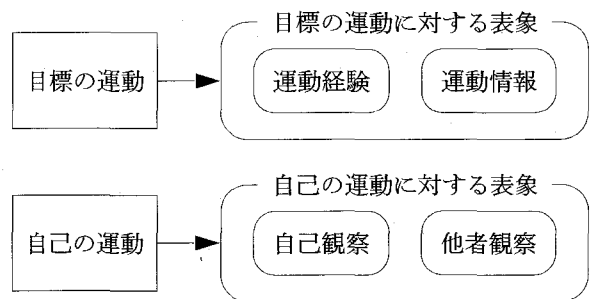 目標の運動に対する表象
目標の運動
運動経験
運動情報
自己の運動に対する表象
自己の運動
自己観察
他者観察